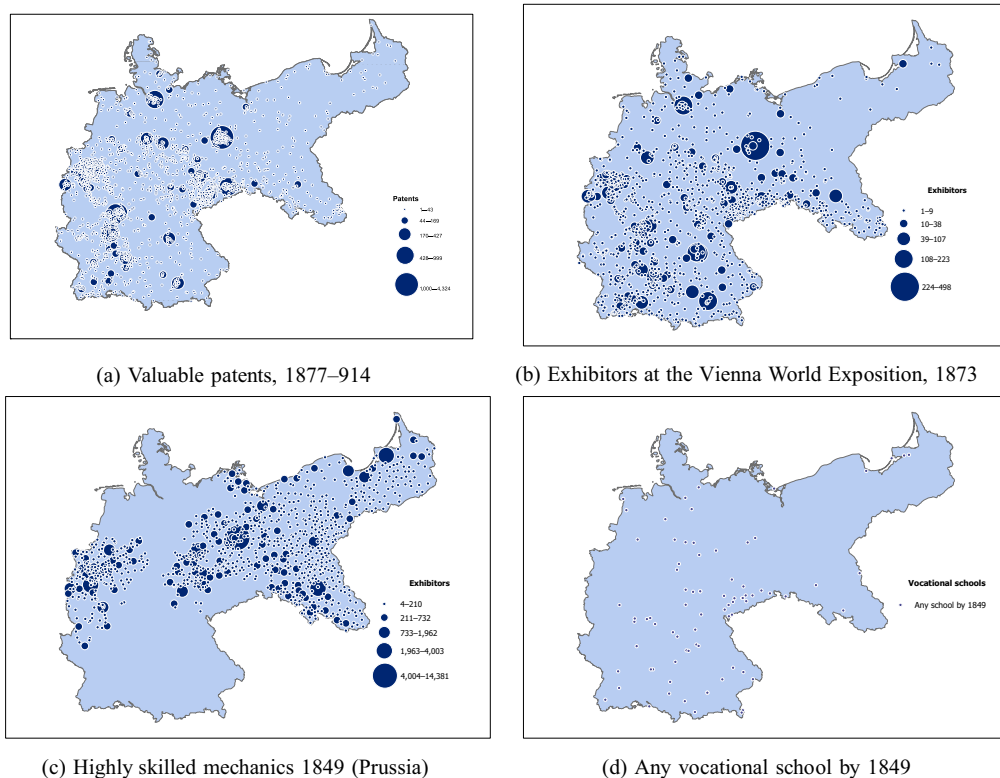 Patents
1—43
44—169
170—427
428—999
1,000—4,324
(a) Valuable patents, 1877–914
Exhibitors
1–9
10–38
39–107
108–223
224–498
(b) Exhibitors at the Vienna World Exposition, 1873
Exhibitors
4–210
211–732
733–1,962
1,963–4,003
4,004–14,381
(c) Highly skilled mechanics 1849 (Prussia)
Vocational schools
Any school by 1849
(d) Any vocational school by 1849